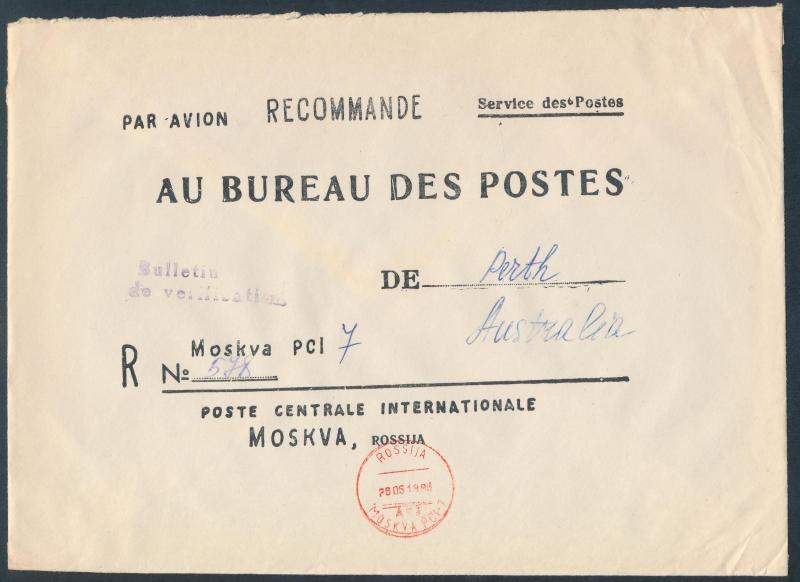 PAR AVION RECOMMANDE Service des Postes
AU BUREAU DES POSTES
Bulletin
de verification
DE Perth
Australia
Moskva PCI 7
R № 578
POSTE CENTRALE INTERNATIONALE
MOSKVA, ROSSIJA
ROSSIJA
MOSKVA PCI-7